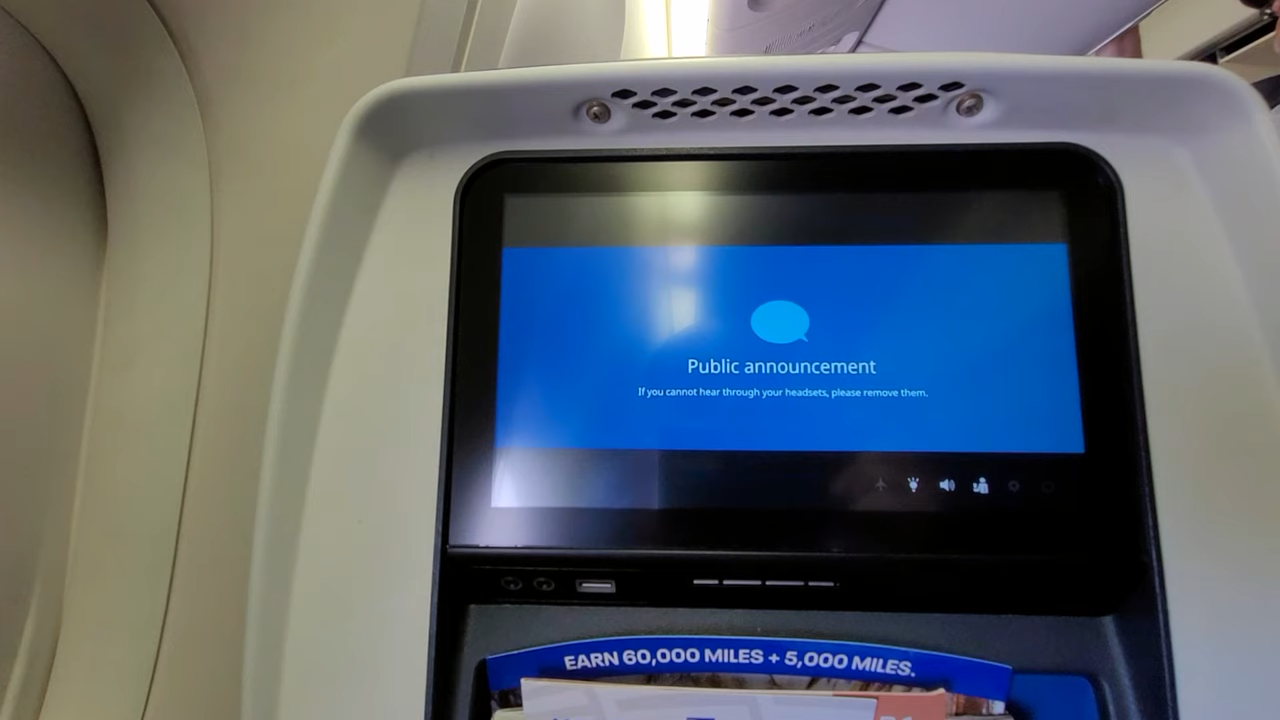 Public announcement
If you cannot hear through your headsets, please remove them.
EARN 60,000 MILES + 5,000 MILES.